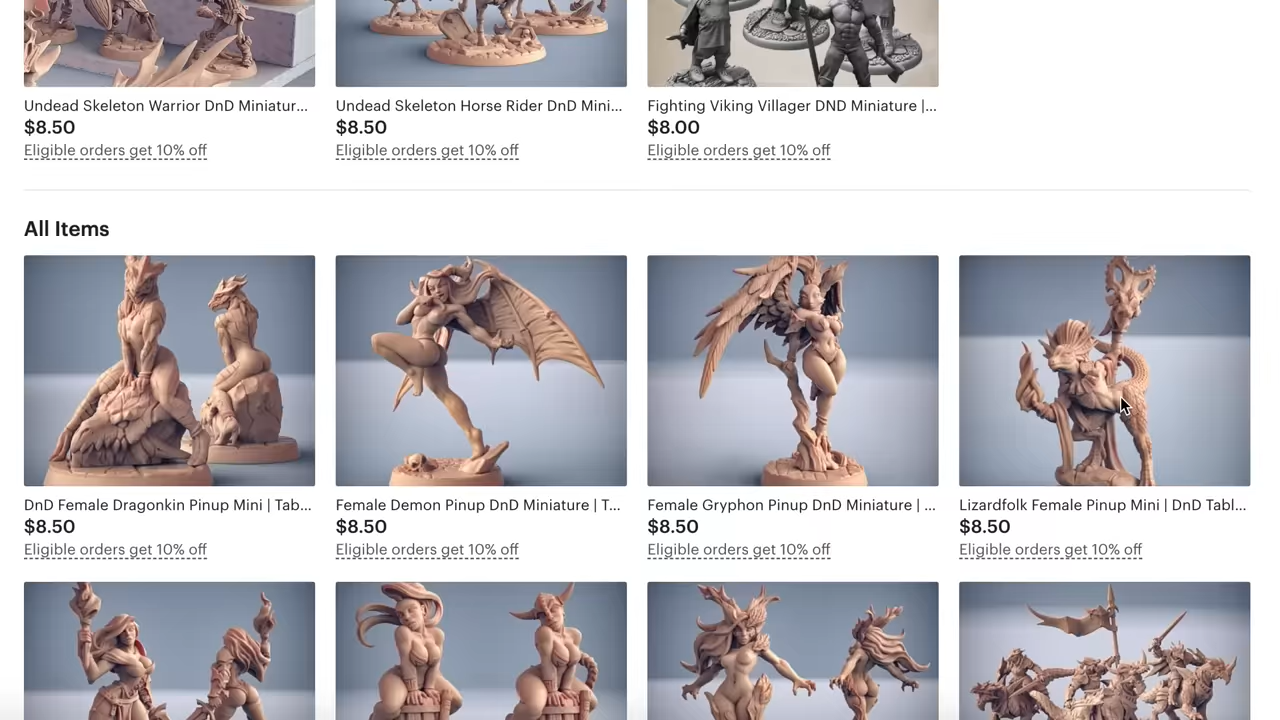 Undead Skeleton Warrior DnD Miniatur...
Undead Skeleton Horse Rider DnD Mini...
Fighting Viking Villager DND Miniature |...
$8.50
$8.50
$8.00
Eligible orders get 10% off
Eligible orders get 10% off
Eligible orders get 10% off
All Items
DnD Female Dragonkin Pinup Mini | Tab...
Female Demon Pinup DnD Miniature | T...
Female Gryphon Pinup DnD Miniature | ...
Lizardfolk Female Pinup Mini | DnD Tabl...
$8.50
$8.50
$8.50
$8.50
Eligible orders get 10% off
Eligible orders get 10% off
Eligible orders get 10% off
Eligible orders get 10% off